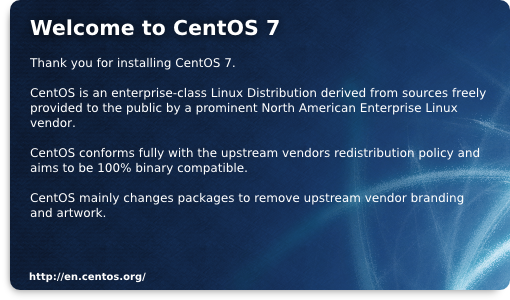 Welcome to CentOS 7
Thank you for installing CentOS 7.
CentOS is an enterprise-class Linux Distribution derived from sources freely
provided to the public by a prominent North American Enterprise Linux
vendor.
CentOS conforms fully with the upstream vendors redistribution policy and
aims to be 100% binary compatible.
CentOS mainly changes packages to remove upstream vendor branding
and artwork.
http://en.centos.org/